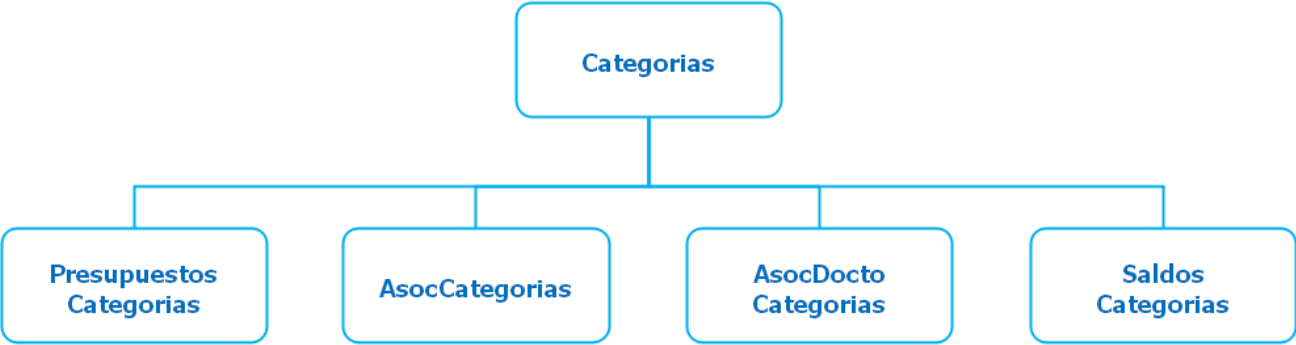 Categorias
Presupuestos
Categorias
AsocCategorias
AsocDocto
Categorias
Saldos
Categorias